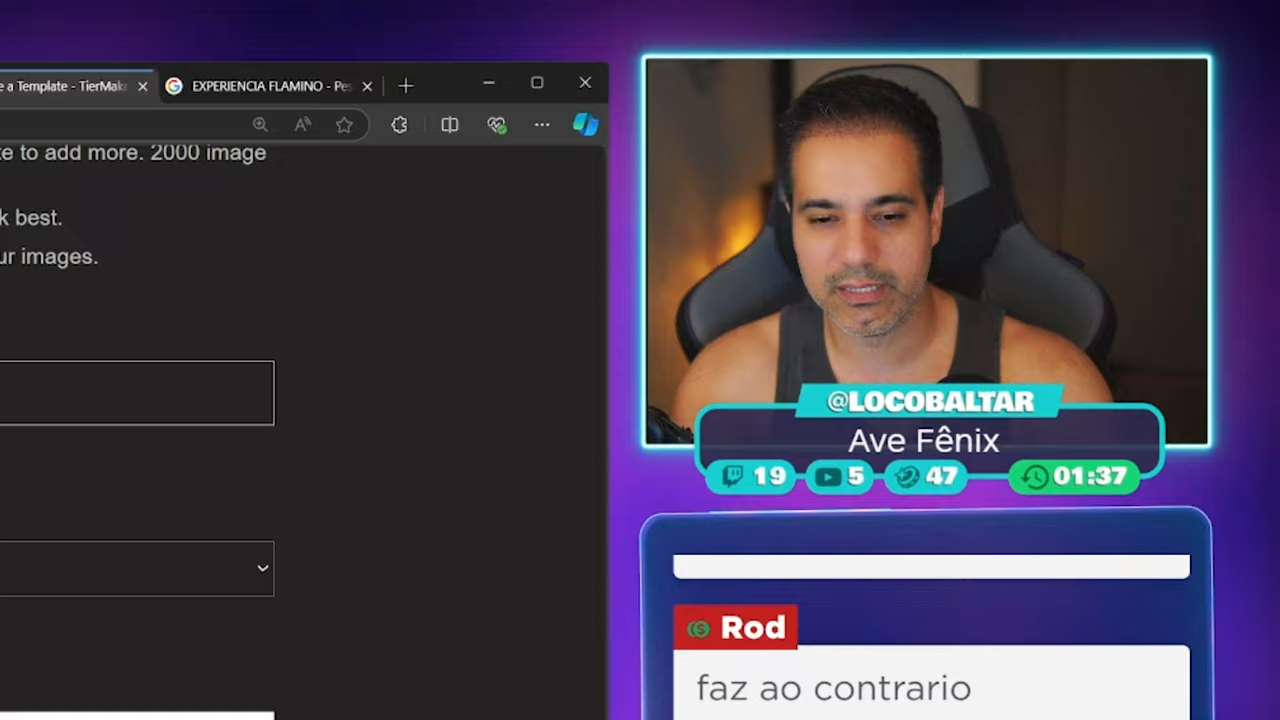 e a Template - TierMak
EXPERIENCIA FLAMINO - Pes
te to add more. 2000 image
k best.
ur images.
@LOCOBALTAR
Ave Fênix
19
5
47
01:37
Rod
faz ao contrario